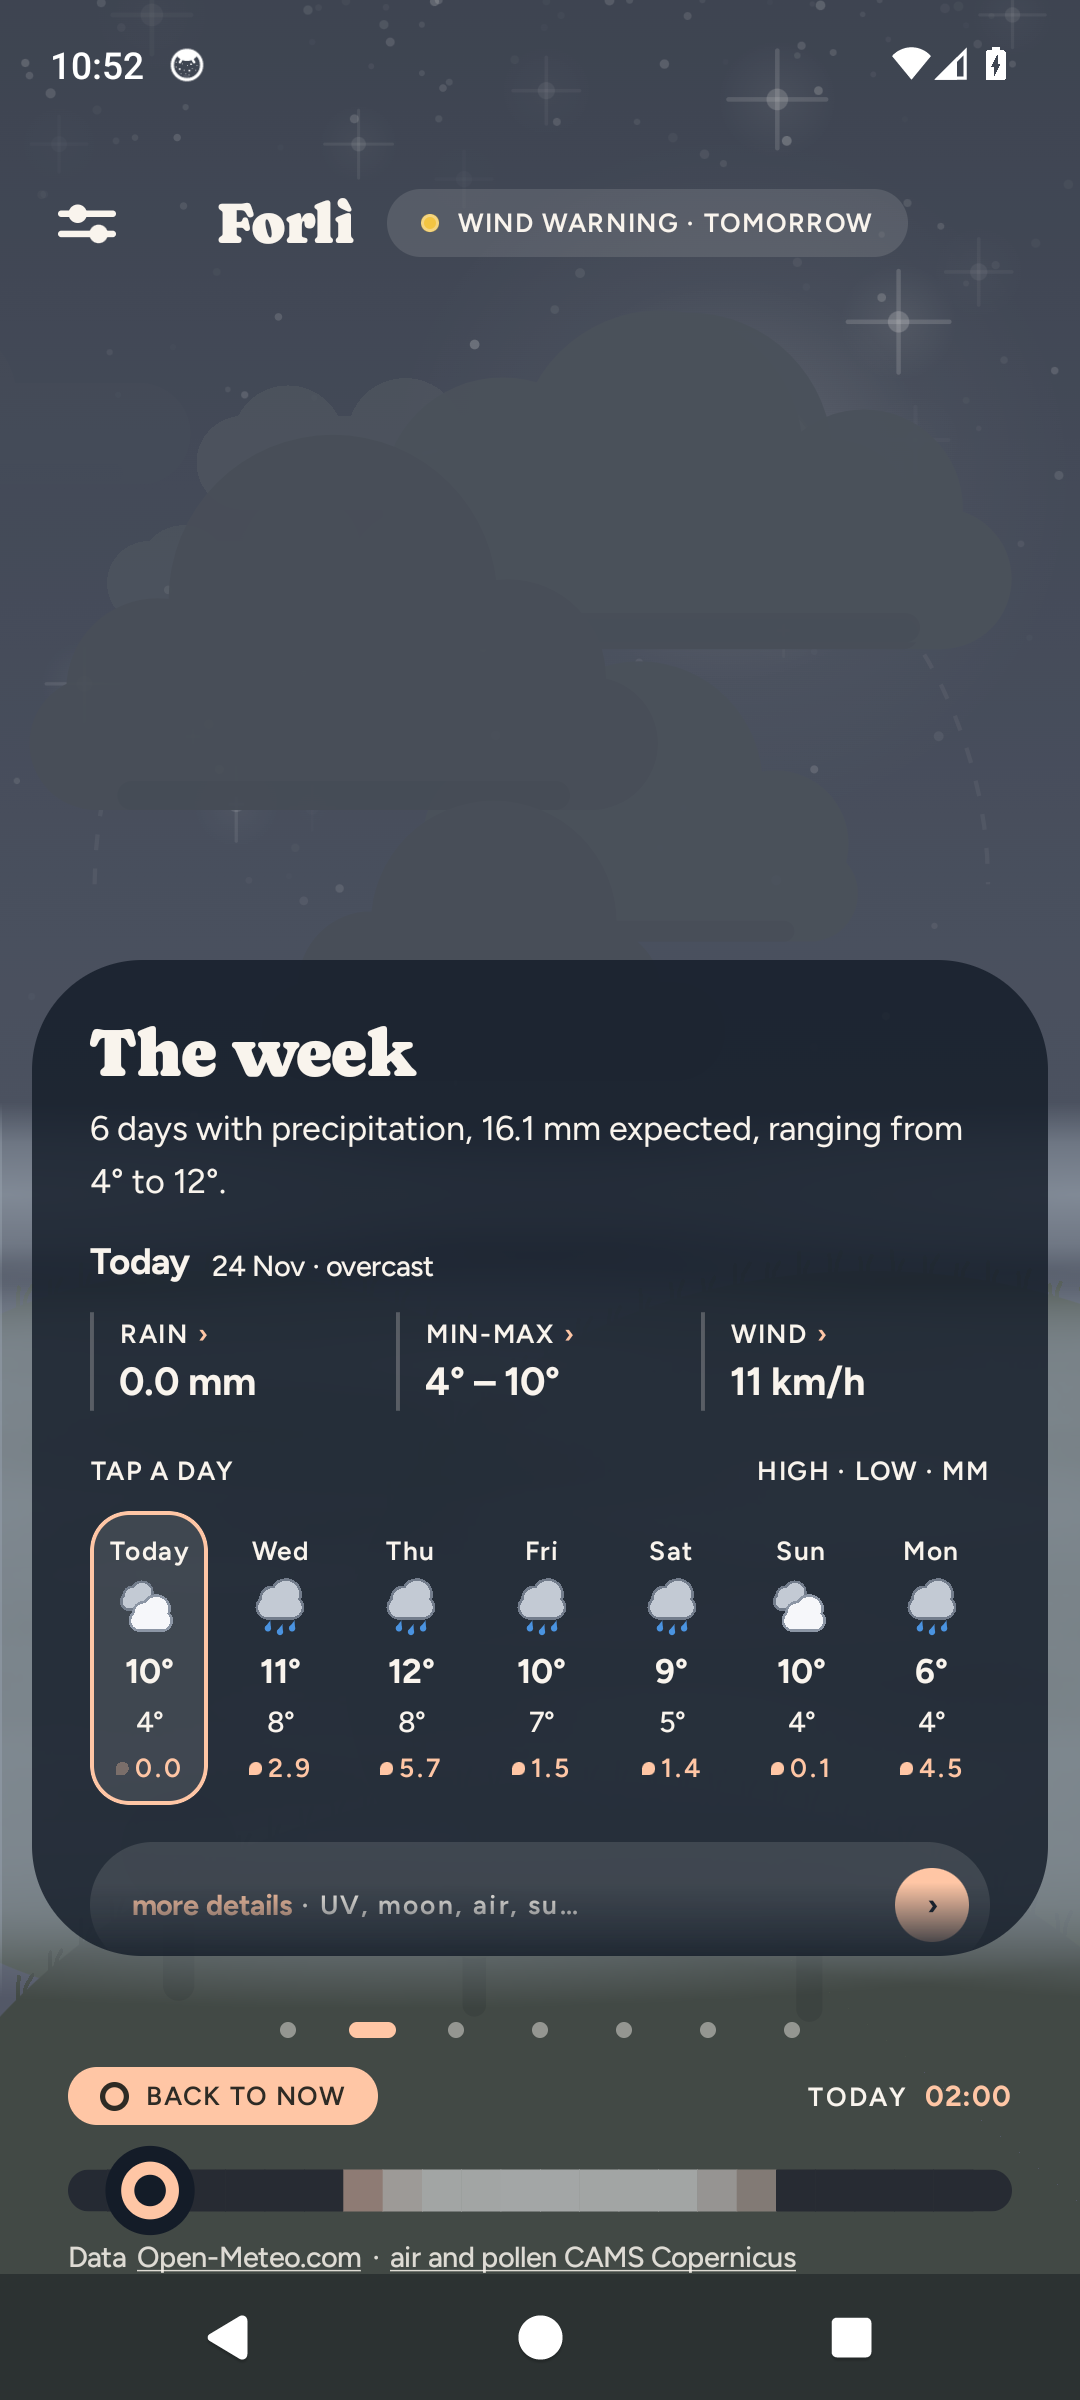 10:52
Forlì
WIND WARNING · TOMORROW
The week
6 days with precipitation, 16.1 mm expected, ranging from
4° to 12°.
Today 24 Nov · overcast
RAIN › MIN-MAX › WIND ›
0.0 mm 4° – 10° 11 km/h
TAP A DAY HIGH · LOW · MM
Today Wed Thu Fri Sat Sun Mon
10° 11° 12° 10° 9° 10° 6°
4° 8° 8° 7° 5° 4° 4°
0.0 2.9 5.7 1.5 1.4 0.1 4.5
more details · UV, moon, air, su… ›
BACK TO NOW TODAY 02:00
Data Open-Meteo.com · air and pollen CAMS Copernicus